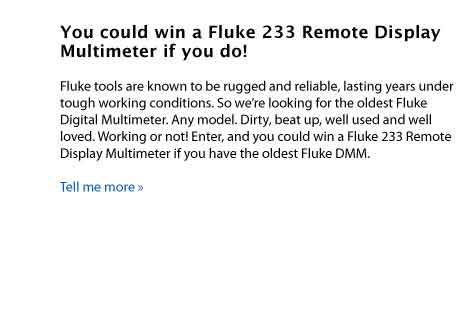 You could win a Fluke 233 Remote Display
Multimeter if you do!
Fluke tools are known to be rugged and reliable, lasting years under
tough working conditions. So we’re looking for the oldest Fluke
Digital Multimeter. Any model. Dirty, beat up, well used and well
loved. Working or not! Enter, and you could win a Fluke 233 Remote
Display Multimeter if you have the oldest Fluke DMM.
Tell me more »